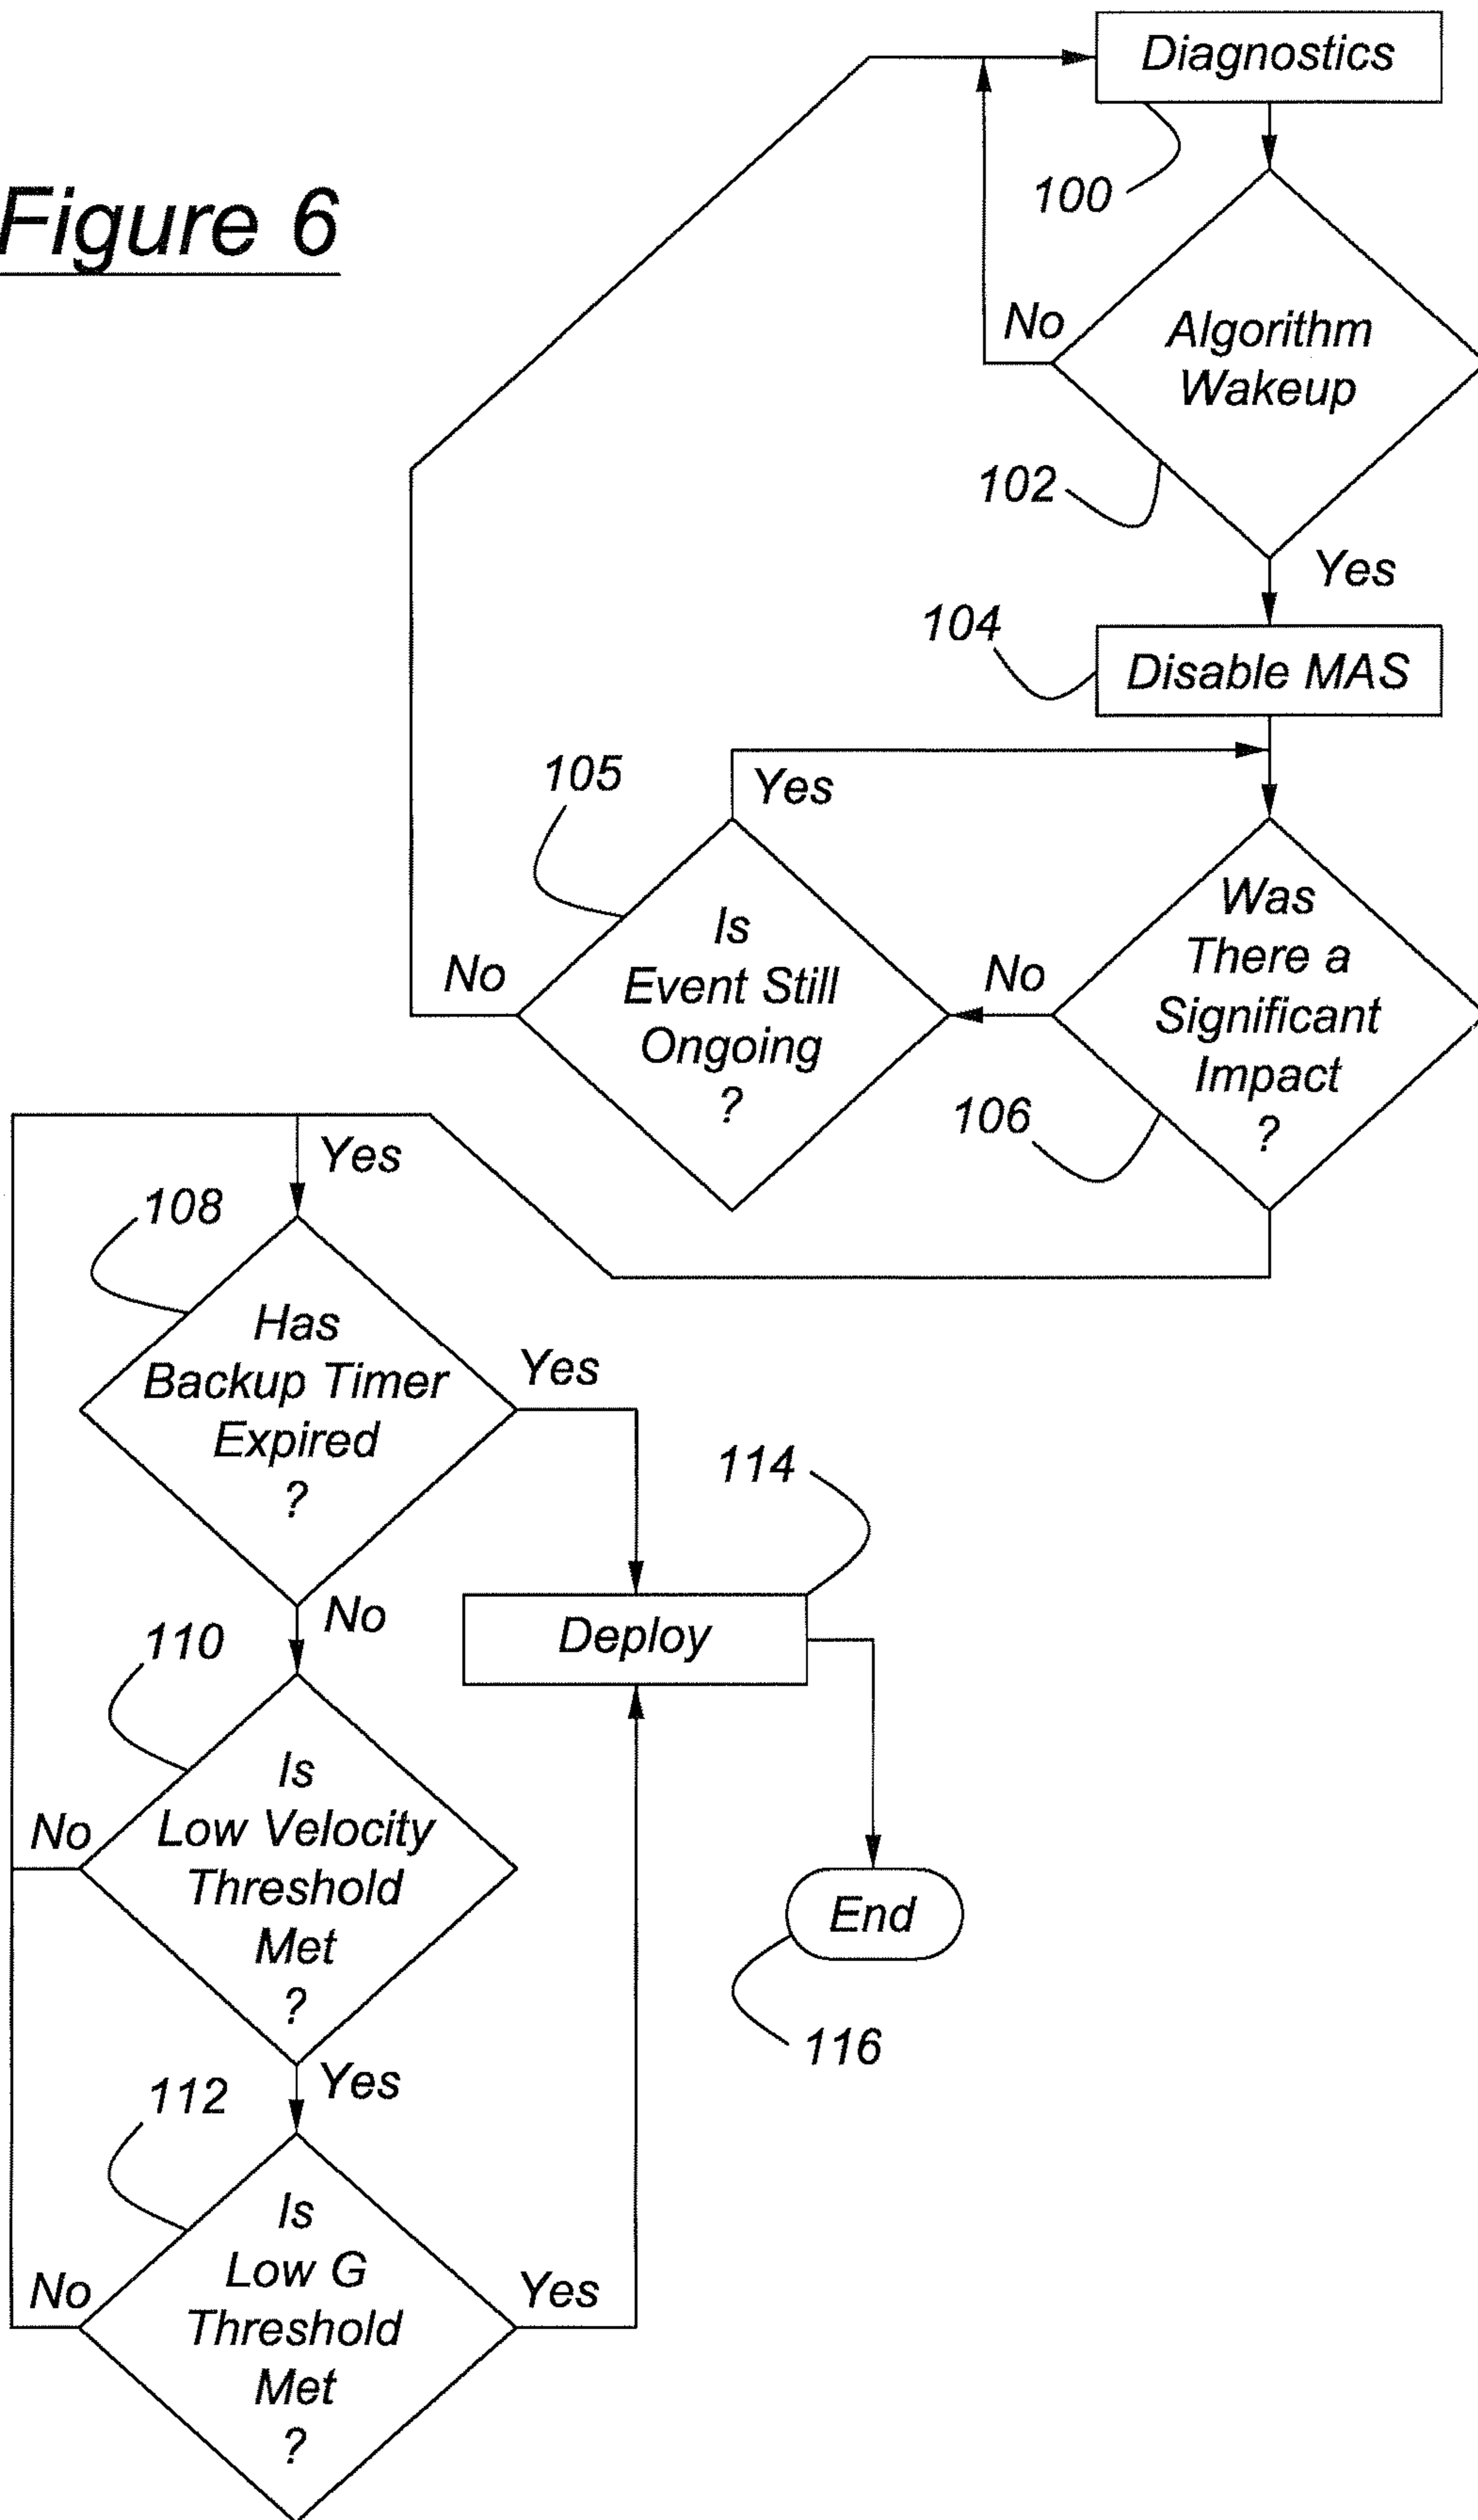 Figure 6
Diagnostics
100
Algorithm
Wakeup
No
102
Yes
104
Disable MAS
105
Yes
Is
Event Still
Ongoing
?
No
No
Was
There a
Significant
Impact
?
106
Yes
108
Has
Backup Timer
Expired
?
Yes
114
No
Deploy
110
Is
Low Velocity
Threshold
Met
?
No
End
116
Yes
112
Is
Low G
Threshold
Met
?
No
Yes